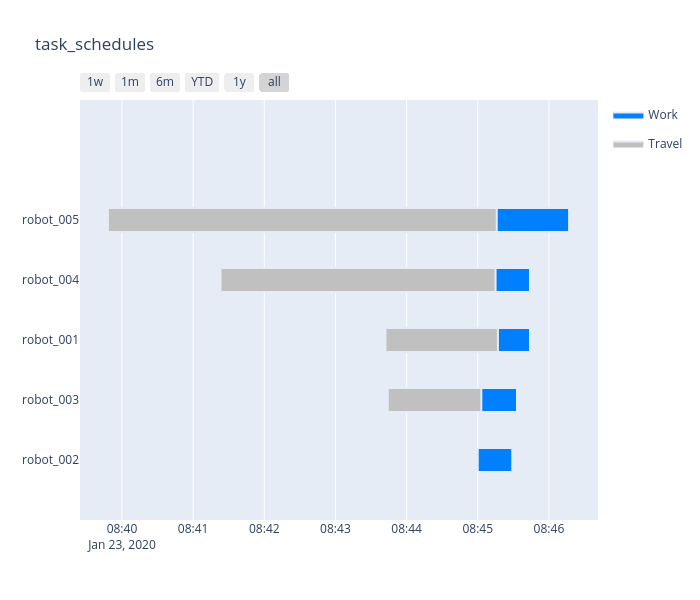 task_schedules
1w 1m 6m YTD 1y all
Work
Travel
robot_005
robot_004
robot_001
robot_003
robot_002
08:40 08:41 08:42 08:43 08:44 08:45 08:46
Jan 23, 2020